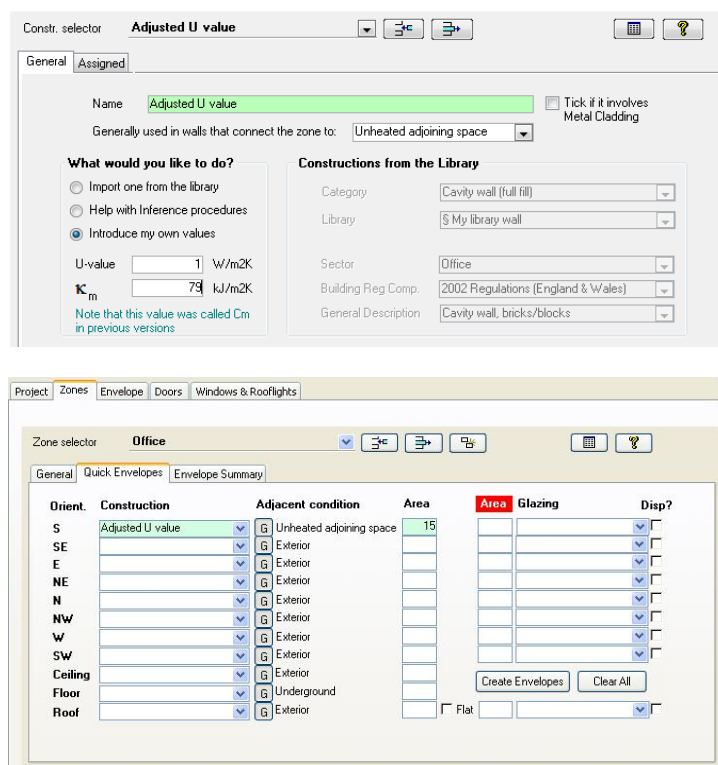 Constr. selector Adjusted U value
General Assigned
Name Adjusted U value Tick if it involves
Metal Cladding
Generally used in walls that connect the zone to: Unheated adjoining space
What would you like to do? Constructions from the Library
Import one from the library Category Cavity wall (full fill)
Help with Inference procedures Library § My library wall
Introduce my own values
U-value 1 W/m2K Sector Office
κm 79 kJ/m2K Building Reg Comp. 2002 Regulations (England & Wales)
Note that this value was called Cm General Description Cavity wall, bricks/blocks
in previous versions
Project Zones Envelope Doors Windows & Rooflights
Zone selector Office
General Quick Envelopes Envelope Summary
Orient. Construction Adjacent condition Area Area Glazing Disp?
S Adjusted U value G Unheated adjoining space 15
SE G Exterior
E G Exterior
NE G Exterior
N G Exterior
NW G Exterior
W G Exterior
SW G Exterior
Ceiling G Exterior Create Envelopes Clear All
Floor G Underground
Roof G Exterior Flat